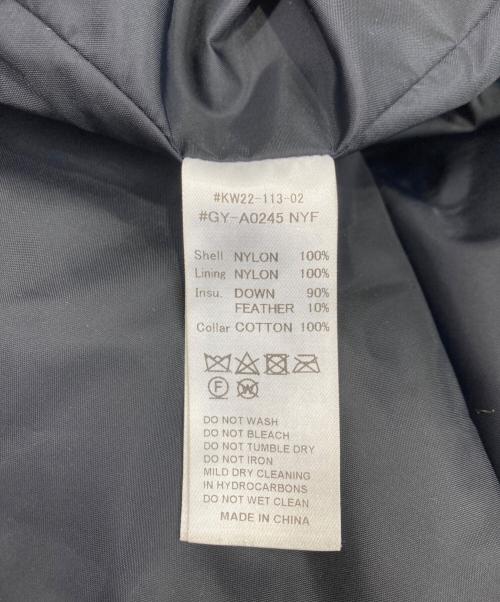 #KW22-113-02
#GY-A0245 NYF
Shell NYLON 100%
Lining NYLON 100%
Insu. DOWN 90%
FEATHER 10%
Collar COTTON 100%
F W
DO NOT WASH
DO NOT BLEACH
DO NOT TUMBLE DRY
DO NOT IRON
MILD DRY CLEANING
IN HYDROCARBONS
DO NOT WET CLEAN
MADE IN CHINA